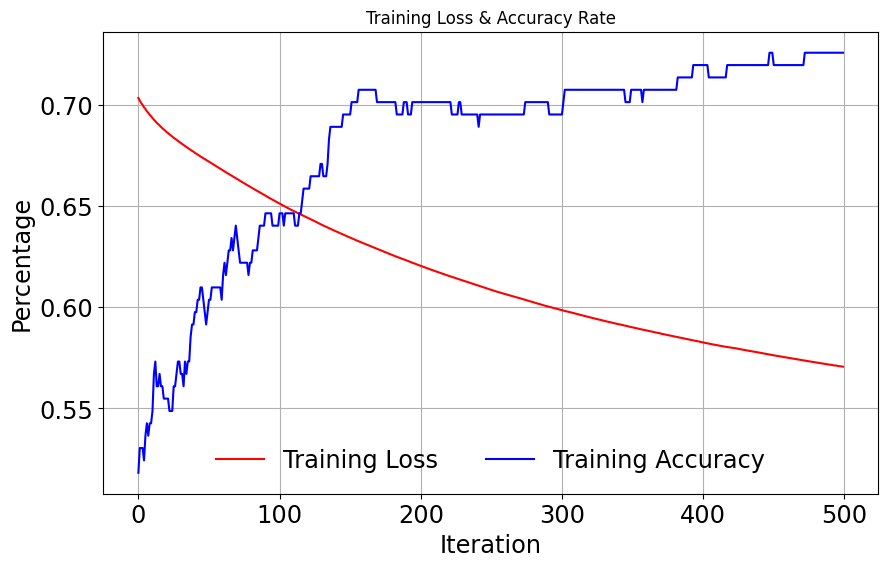 Training Loss & Accuracy Rate
Percentage
0.70
0.65
0.60
0.55
Training Loss Training Accuracy
0 100 200 300 400 500
Iteration